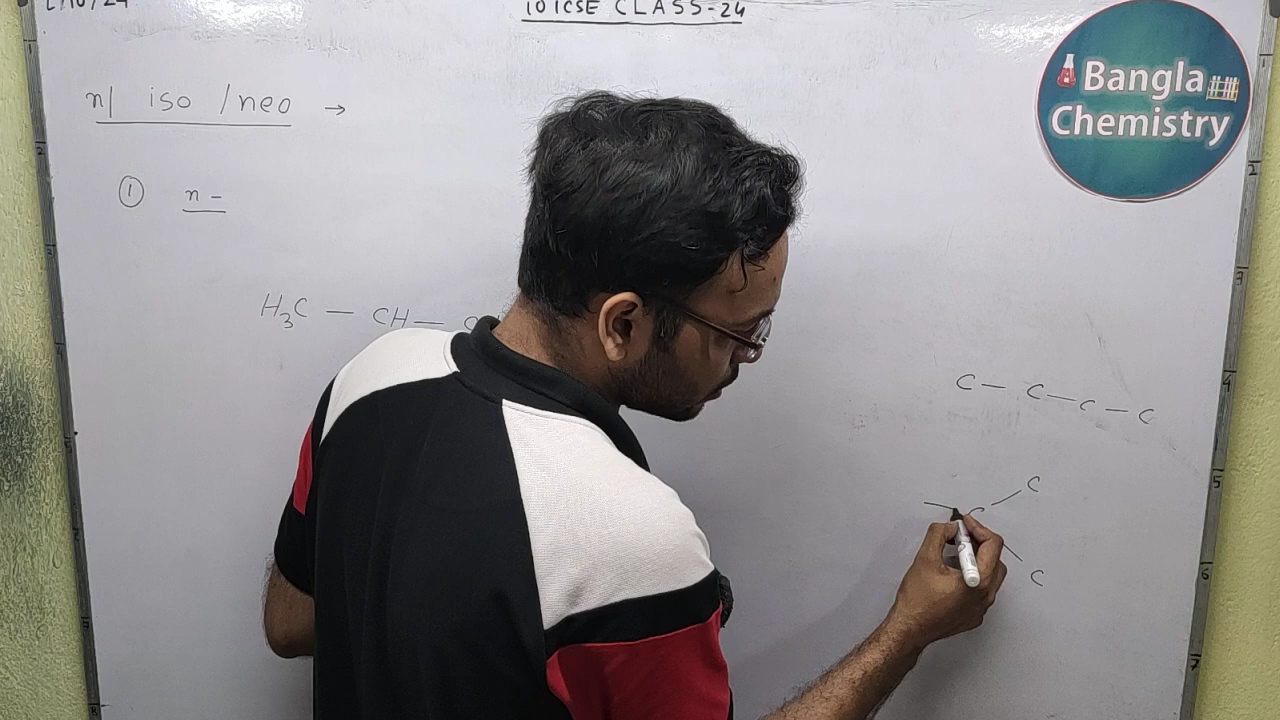 10 ICSE CLASS-24
n/ iso /neo →
① n-
H₃C — CH —
C — C — C — C
C
C
C
Bangla
Chemistry